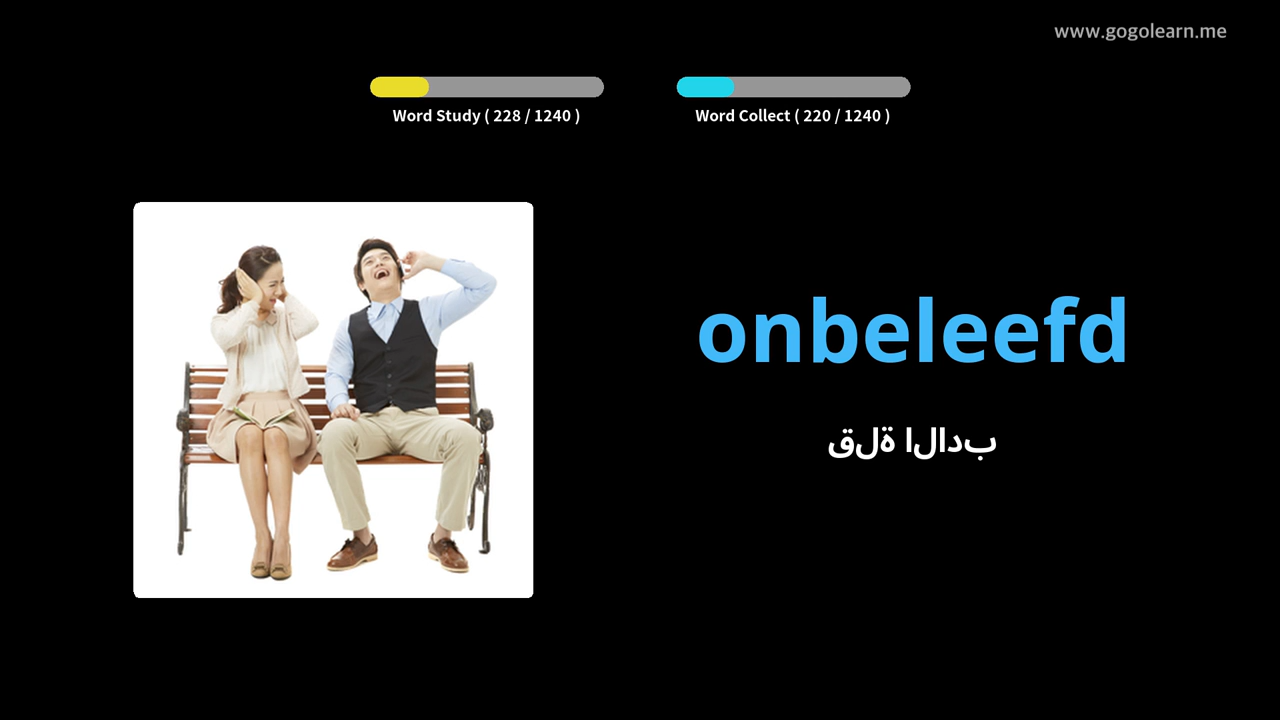 www.gogolearn.me
Word Study ( 228 / 1240 )
Word Collect ( 220 / 1240 )
onbeleefd
قلة الادب